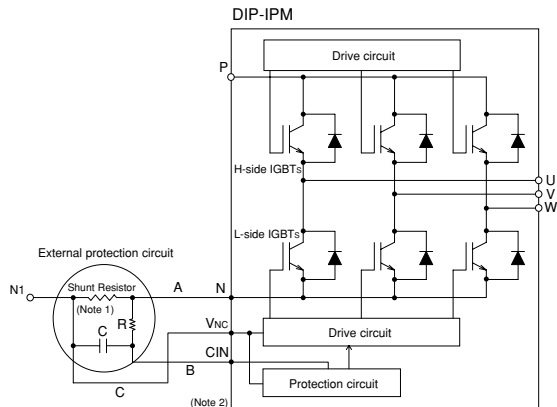 DIP-IPM
Drive circuit
P
H-side IGBTs
U
V
W
L-side IGBTs
External protection circuit
Shunt Resistor
A
N
N1
(Note 1)
VNC
R
Drive circuit
C
CIN
B
C
Protection circuit
(Note 2)